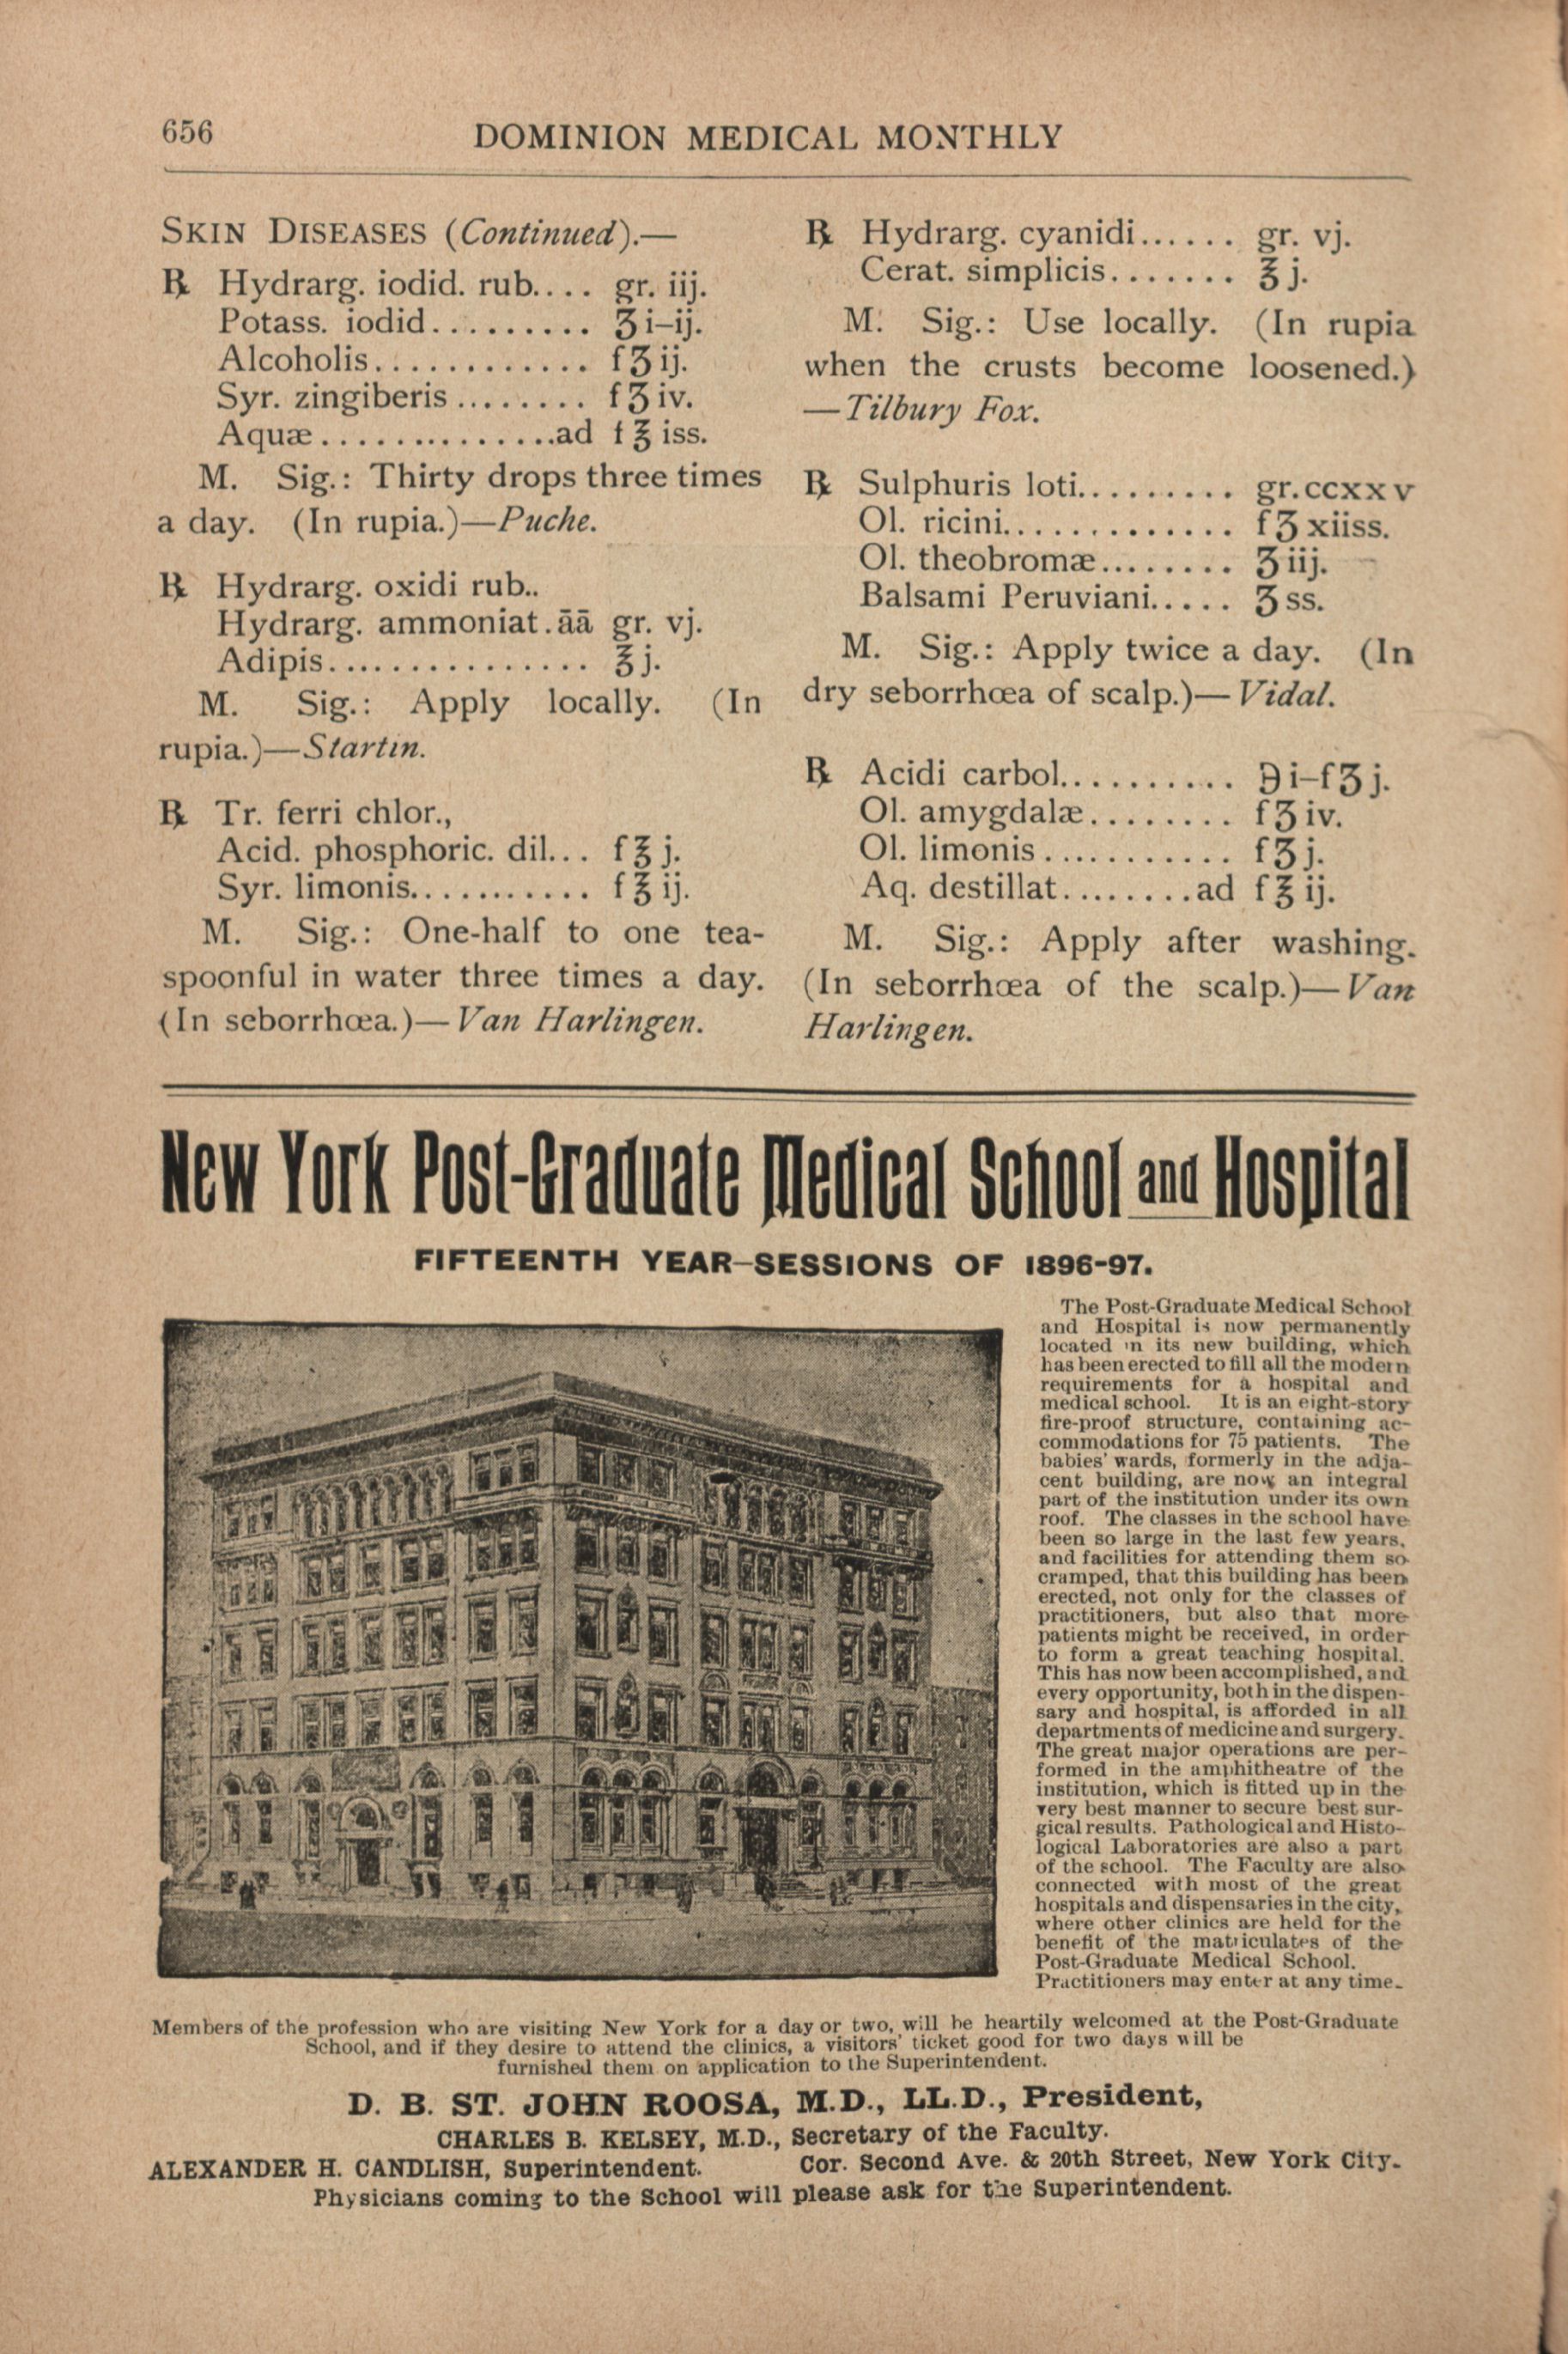 656
DOMINION MEDICAL MONTHLY
SKIN DISEASES (Continued).—
℞ Hydrarg. iodid. rub.... gr. iij.
Potass. iodid.......... ʒi–ij.
Alcoholis............. fʒij.
Syr. zingiberis........ fʒiv.
Aquæ...............ad f℥iss.
M. Sig.: Thirty drops three times
a day. (In rupia.)—Puche.
℞ Hydrarg. oxidi rub..
Hydrarg. ammoniat.āā gr. vj.
Adipis............... ℥j.
M. Sig.: Apply locally. (In
rupia.)—Startin.
℞ Tr. ferri chlor.,
Acid. phosphoric. dil... f℥j.
Syr. limonis........... f℥ij.
M. Sig.: One-half to one tea-
spoonful in water three times a day.
(In seborrhœa.)—Van Harlingen.
℞ Hydrarg. cyanidi...... gr. vj.
Cerat. simplicis....... ℥j.
M. Sig.: Use locally. (In rupia
when the crusts become loosened.)
—Tilbury Fox.
℞ Sulphuris loti......... gr.ccxxv
Ol. ricini............. fʒxiiss.
Ol. theobromæ........ ʒiij.
Balsami Peruviani..... ʒss.
M. Sig.: Apply twice a day. (In
dry seborrhœa of scalp.)—Vidal.
℞ Acidi carbol........... ℈i–fʒj.
Ol. amygdalæ........ fʒiv.
Ol. limonis........... fʒj.
Aq. destillat.........ad f℥ij.
M. Sig.: Apply after washing.
(In seborrhœa of the scalp.)—Van
Harlingen.
New York Post-Graduate Medical School and Hospital
FIFTEENTH YEAR—SESSIONS OF 1896-97.
The Post-Graduate Medical School
and Hospital is now permanently
located in its new building, which
has been erected to fill all the modern
requirements for a hospital and
medical school. It is an eight-story
fire-proof structure, containing ac-
commodations for 75 patients. The
babies' wards, formerly in the adja-
cent building, are now an integral
part of the institution under its own
roof. The classes in the school have
been so large in the last few years,
and facilities for attending them so
cramped, that this building has been
erected, not only for the classes of
practitioners, but also that more
patients might be received, in order
to form a great teaching hospital.
This has now been accomplished, and
every opportunity, both in the dispen-
sary and hospital, is afforded in all
departments of medicine and surgery.
The great major operations are per-
formed in the amphitheatre of the
institution, which is fitted up in the
very best manner to secure best sur-
gical results. Pathological and Histo-
logical Laboratories are also a part
of the school. The Faculty are also
connected with most of the great
hospitals and dispensaries in the city,
where other clinics are held for the
benefit of the matriculates of the
Post-Graduate Medical School.
Practitioners may enter at any time.
Members of the profession who are visiting New York for a day or two, will be heartily welcomed at the Post-Graduate
School, and if they desire to attend the clinics, a visitors' ticket good for two days will be
furnished them on application to the Superintendent.
D. B. ST. JOHN ROOSA, M.D., LL.D., President,
CHARLES B. KELSEY, M.D., Secretary of the Faculty.
ALEXANDER H. CANDLISH, Superintendent. Cor. Second Ave. & 20th Street, New York City.
Physicians coming to the School will please ask for the Superintendent.